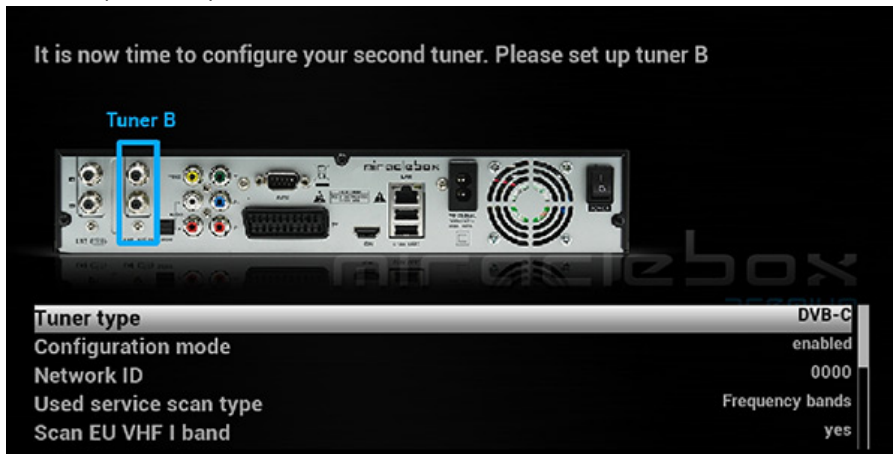 It is now time to configure your second tuner. Please set up tuner B
Tuner B
miraclebox
miraclebox
Tuner type DVB-C
Configuration mode enabled
Network ID 0000
Used service scan type Frequency bands
Scan EU VHF I band yes